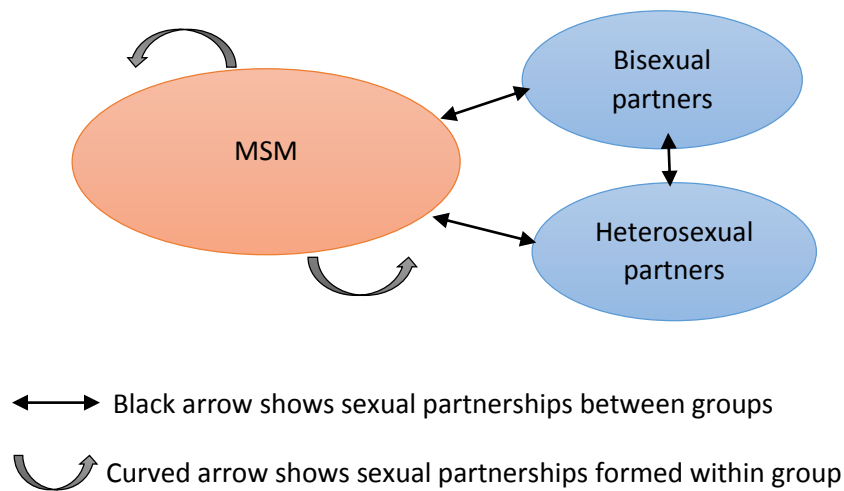 Bisexual
partners
MSM
Heterosexual
partners
Black arrow shows sexual partnerships between groups
Curved arrow shows sexual partnerships formed within group